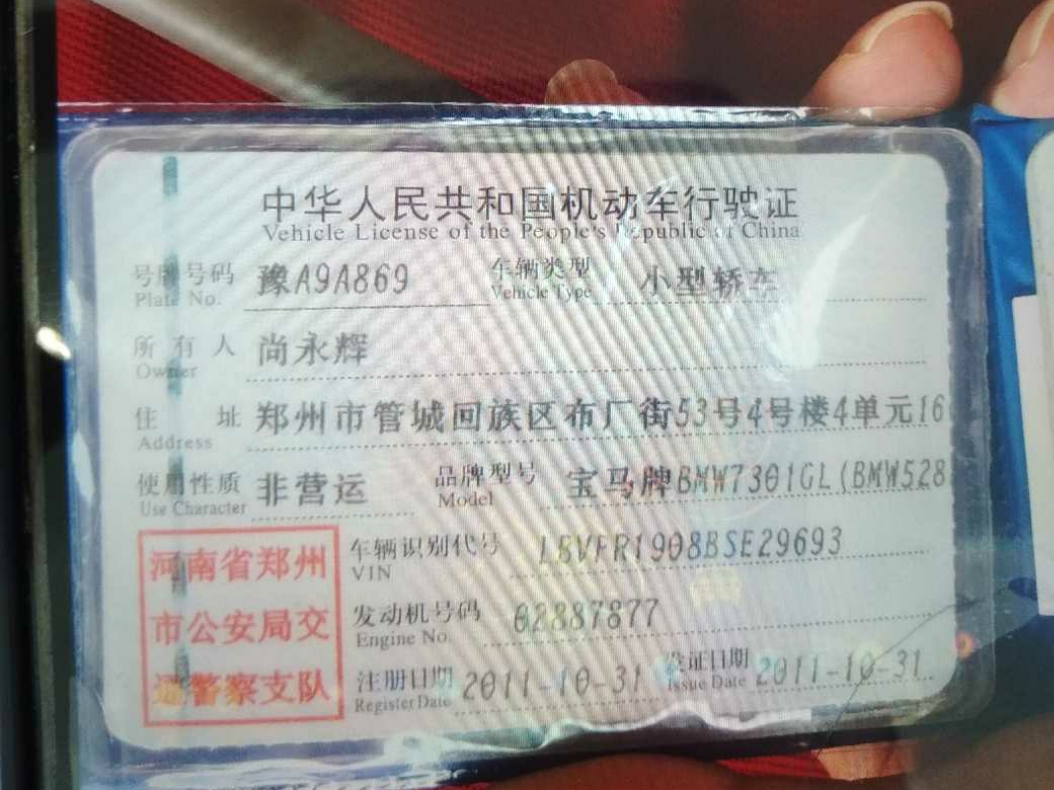 中华人民共和国机动车行驶证
Vehicle License of the People's Republic of China
号牌号码 豫A9A869 车辆类型 小型轿车
Plate No. Vehicle Type
所有人 尚永辉
Owner
住址 郑州市管城回族区布厂街53号4号楼4单元16
Address
使用性质 非营运 品牌型号 宝马牌BMW7301GL(BMW528
Use Character Model
河南省郑州
市公安局交
通警察支队
车辆识别代号 LBVFR1908BSE29693
VIN
发动机号码 02887877
Engine No.
注册日期 2011-10-31 发证日期 2011-10-31
Register Date Issue Date